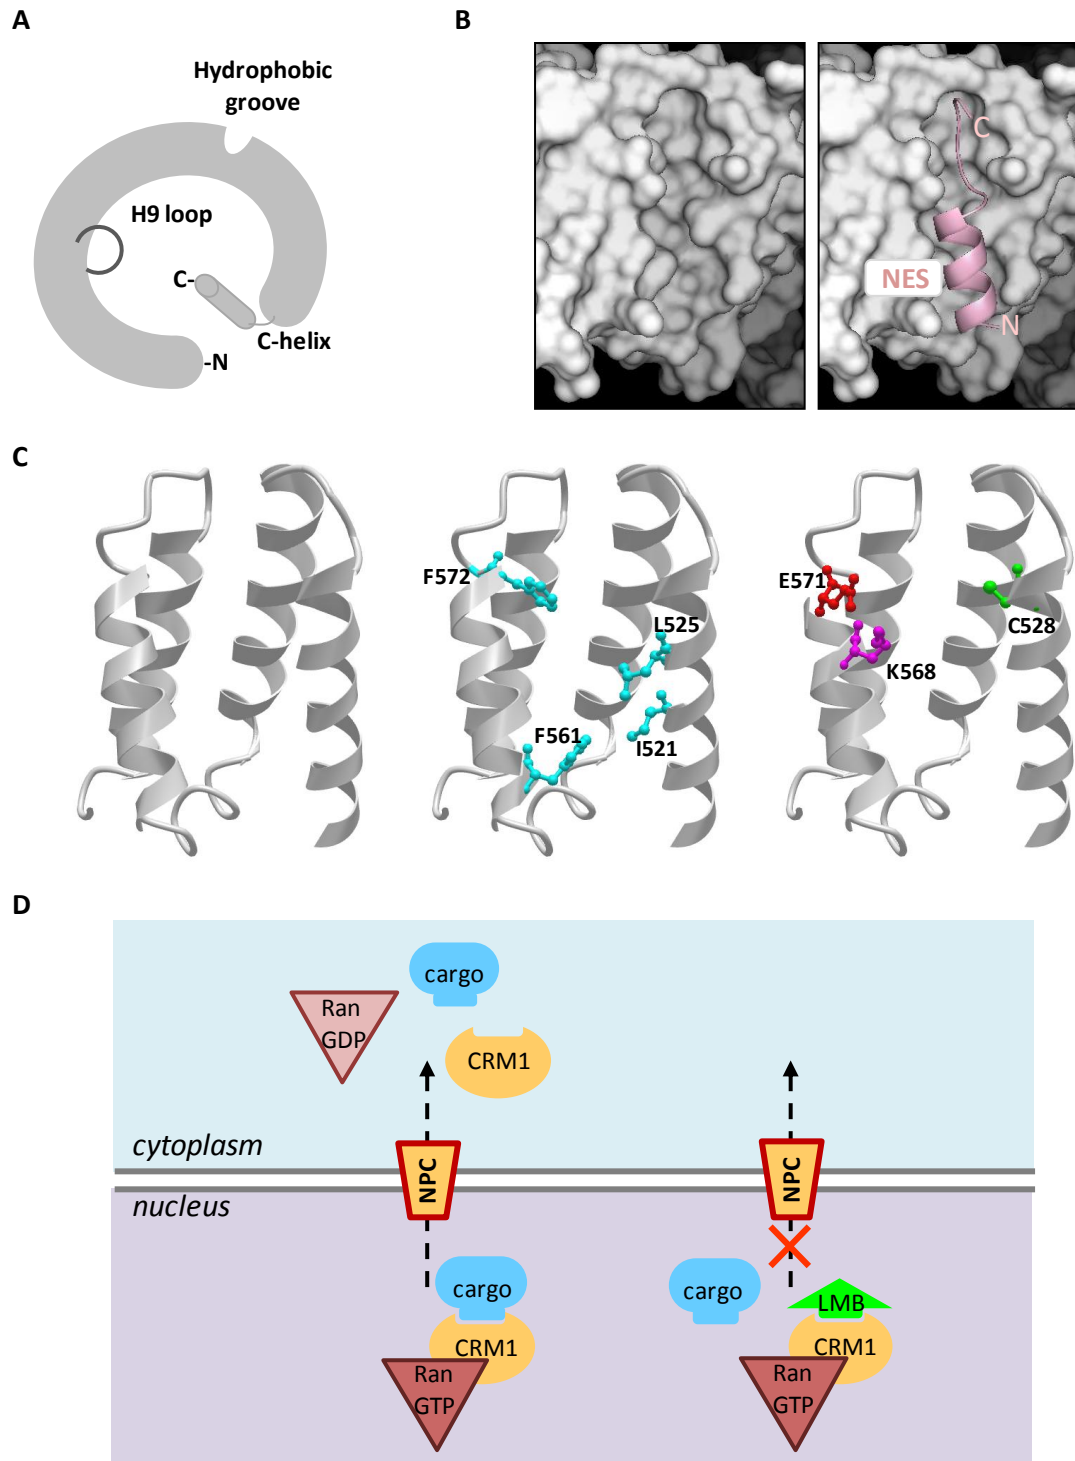 A
Hydrophobic
groove
H9 loop
C-
C-helix
-N
B
C
NES
N
C
F572
L525
F561
I521
E571
K568
C528
D
cargo
Ran
GDP
CRM1
cytoplasm
NPC
NPC
nucleus
cargo
CRM1
Ran
GTP
cargo
LMB
CRM1
Ran
GTP